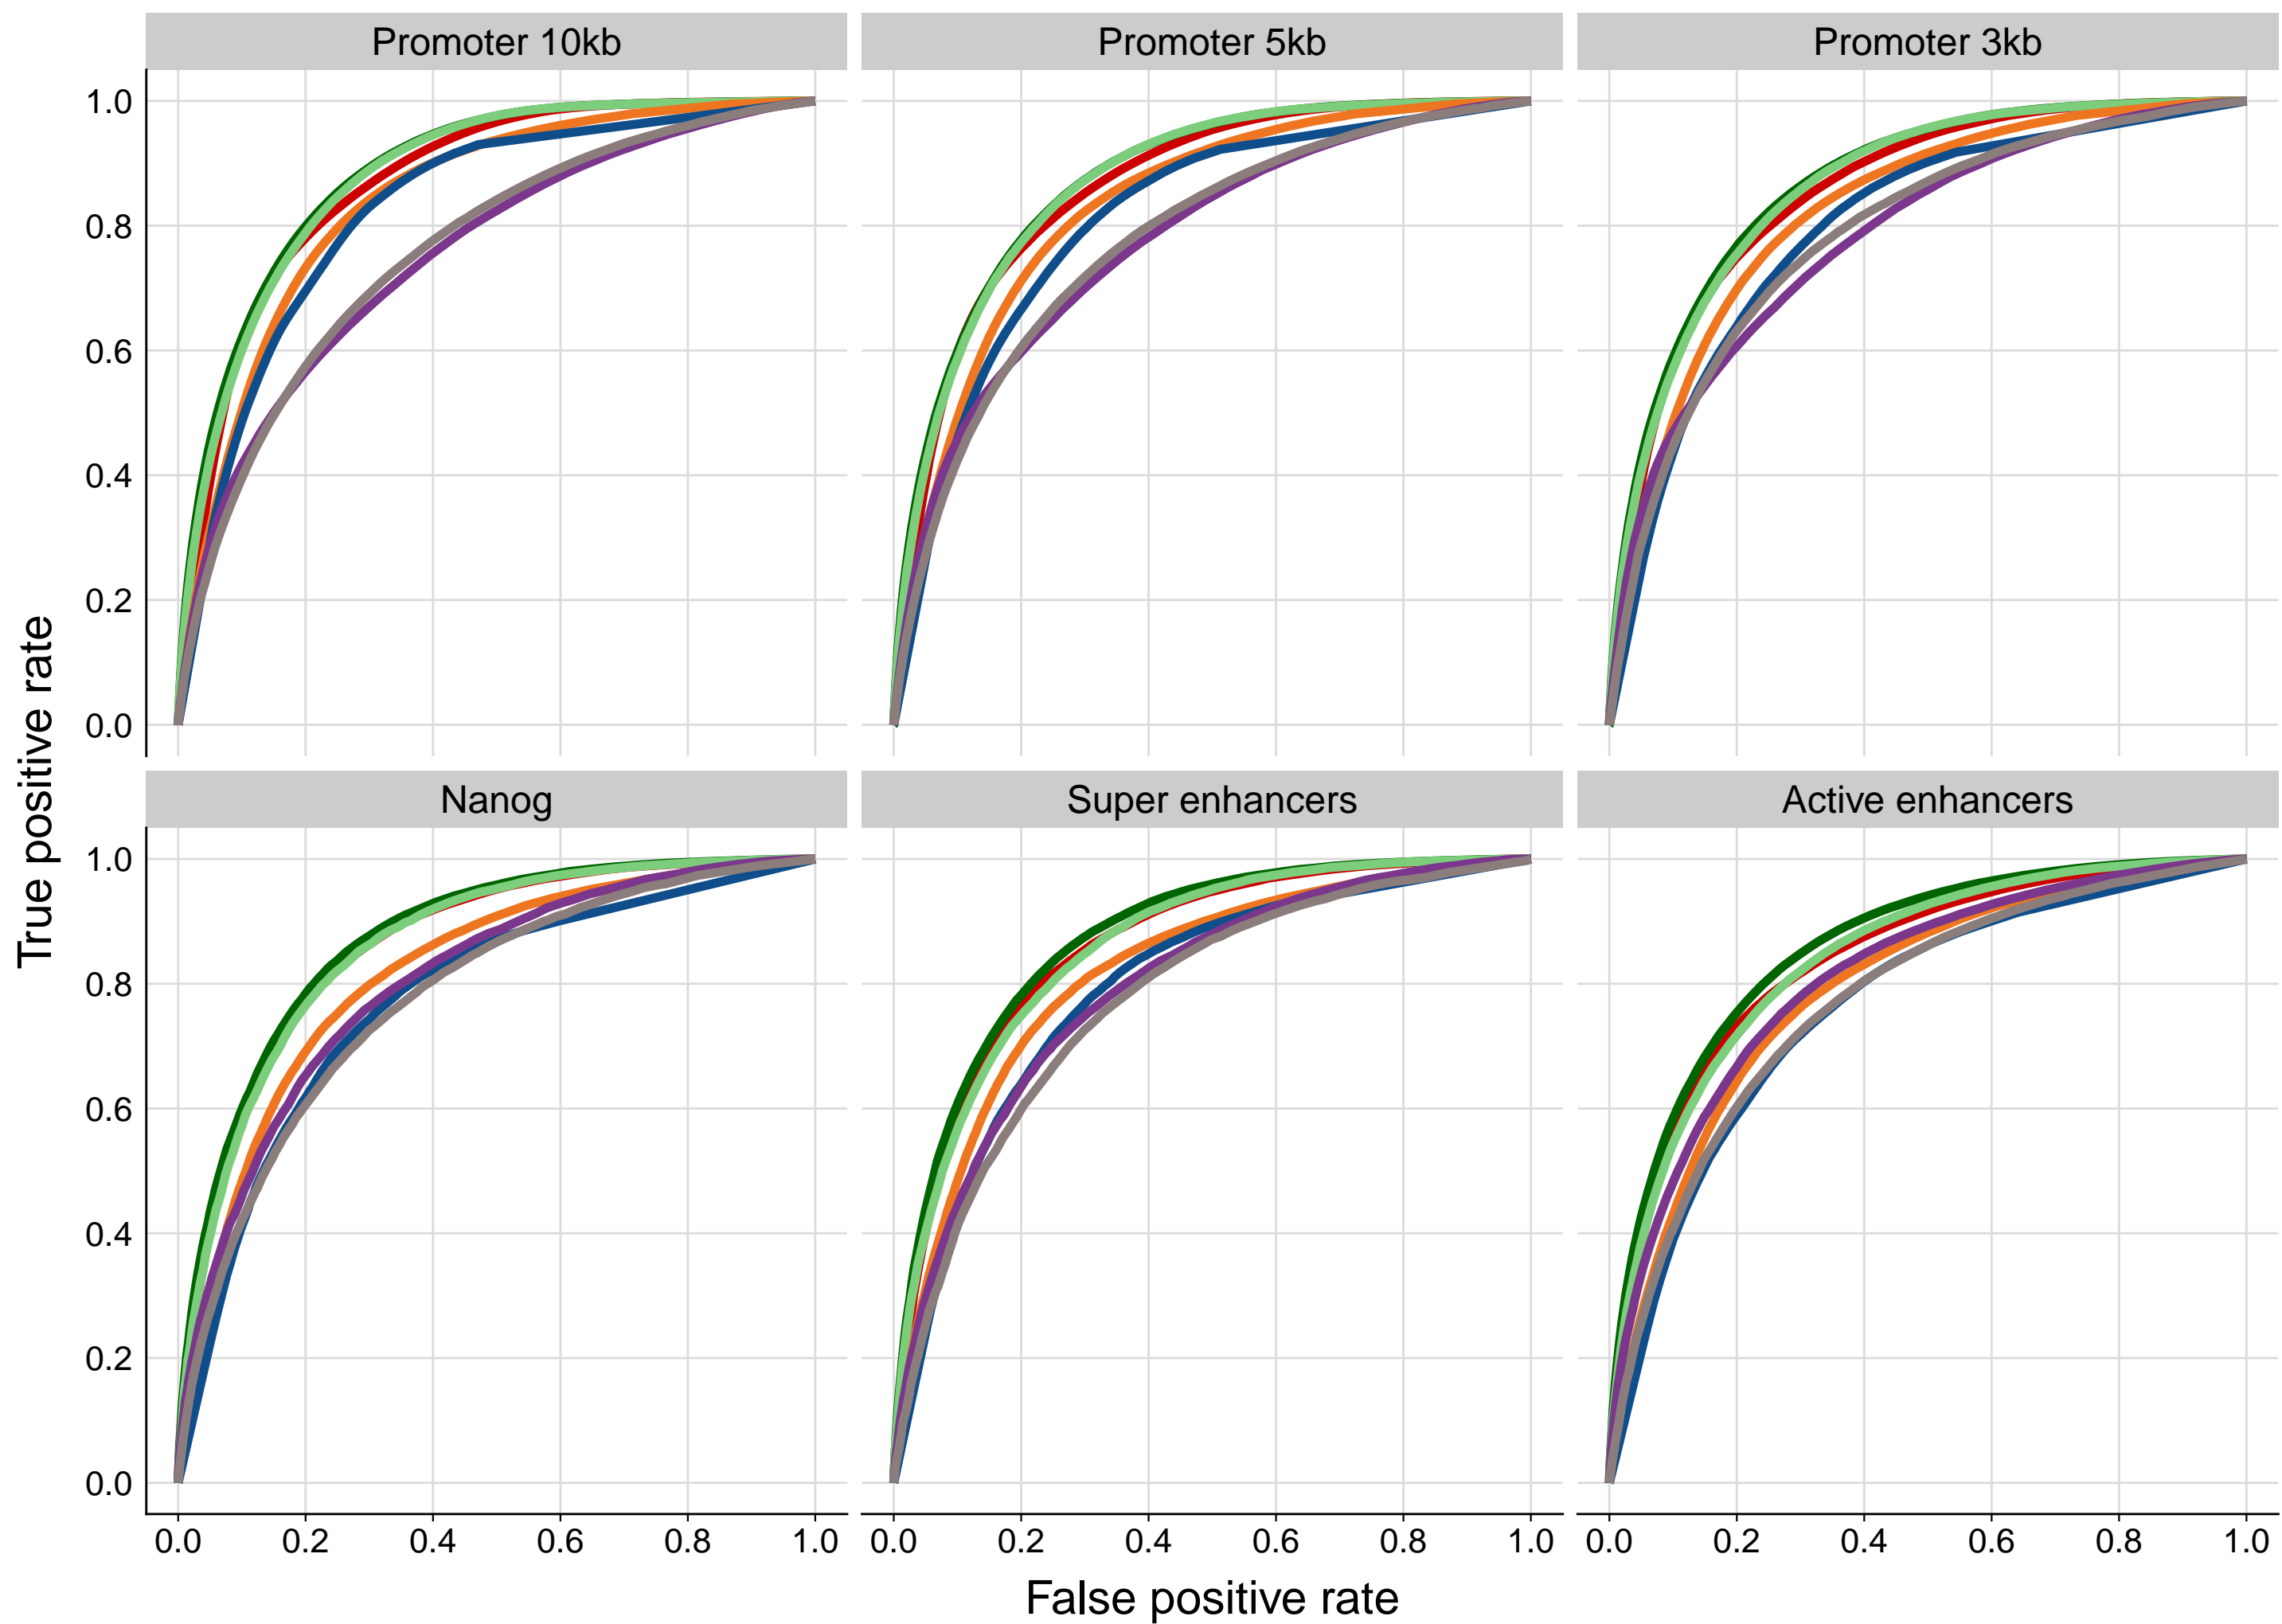 Promoter 10kb Promoter 5kb Promoter 3kb
1.0
0.8
0.6
0.4
0.2
0.0
True positive rate
Nanog Super enhancers Active enhancers
1.0
0.8
0.6
0.4
0.2
0.0
0.0 0.2 0.4 0.6 0.8 1.0 0.0 0.2 0.4 0.6 0.8 1.0 0.0 0.2 0.4 0.6 0.8 1.0
False positive rate